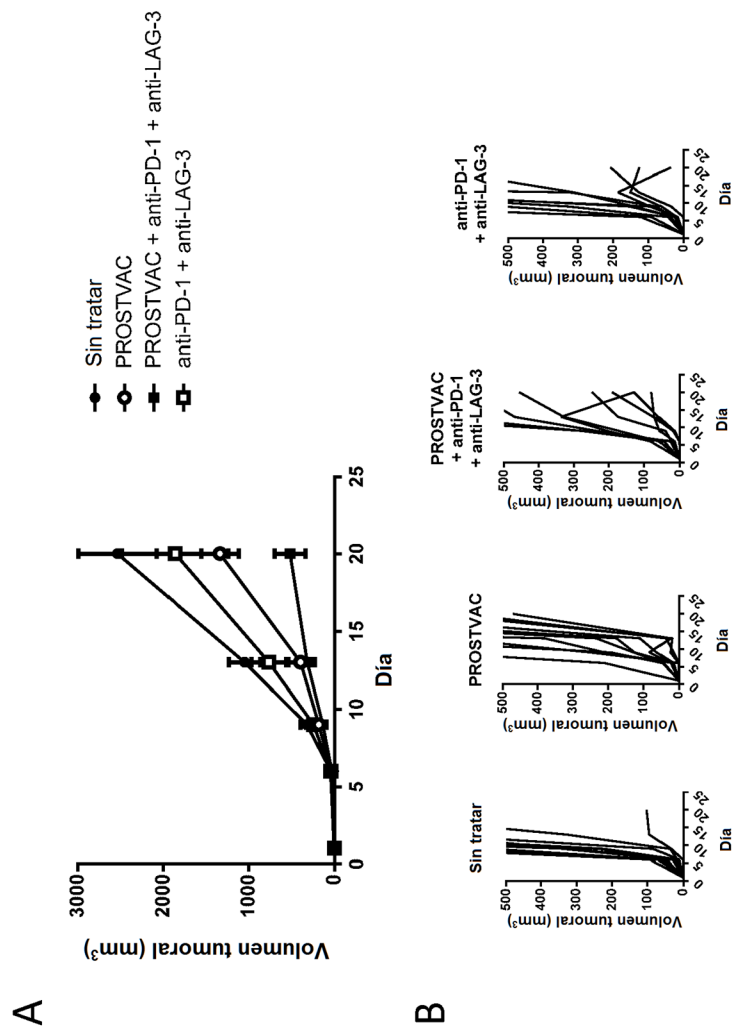 A
Volumen tumoral (mm³)
3000
2000
1000
0
0
5
10
15
20
25
Día
Sin tratar
PROSTVAC
PROSTVAC + anti-PD-1 + anti-LAG-3
anti-PD-1 + anti-LAG-3
B
Sin tratar
Volumen tumoral (mm³)
500
400
300
200
100
0
0
5
10
15
20
25
Día
PROSTVAC
Volumen tumoral (mm³)
500
400
300
200
100
0
0
5
10
15
20
25
Día
PROSTVAC
+ anti-PD-1
+ anti-LAG-3
Volumen tumoral (mm³)
500
400
300
200
100
0
0
5
10
15
20
25
Día
anti-PD-1
+ anti-LAG-3
Volumen tumoral (mm³)
500
400
300
200
100
0
0
5
10
15
20
25
Día